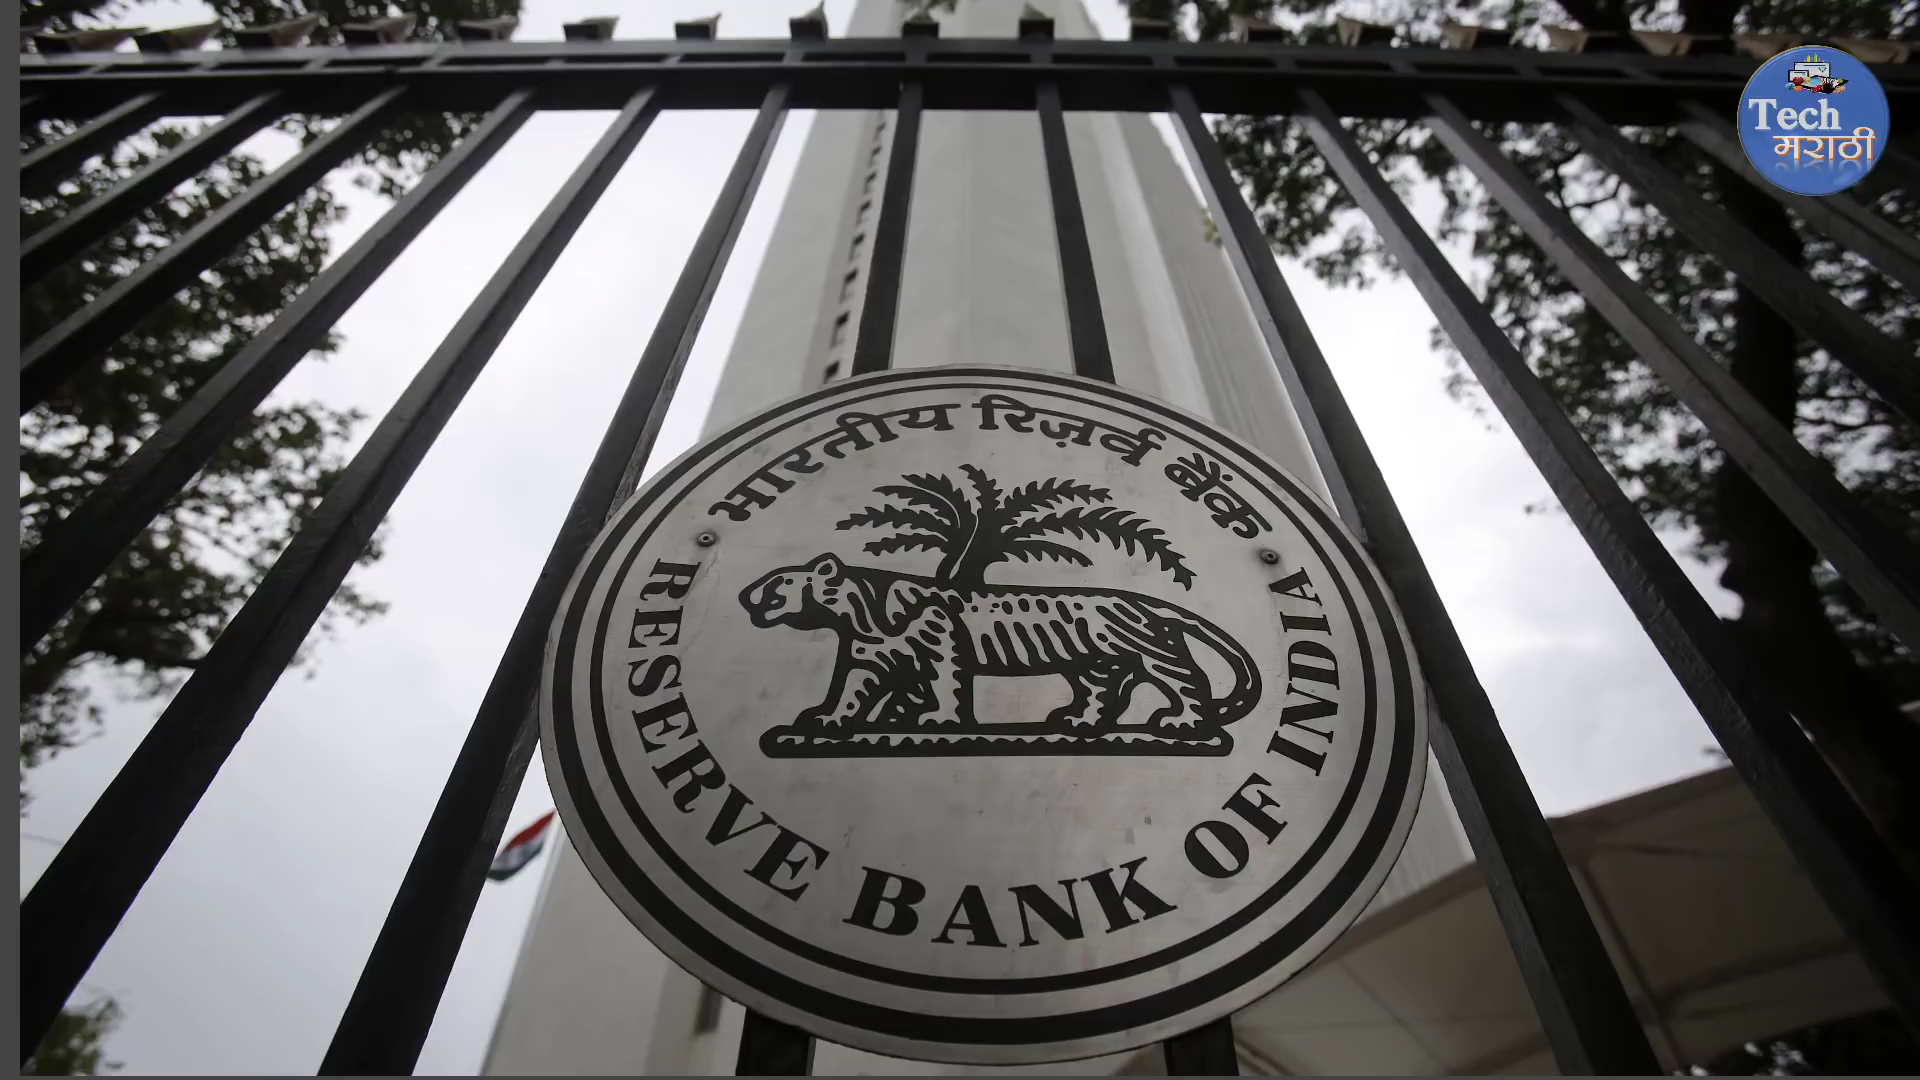 Tech
मराठी
भारतीय रिज़र्व बैंक
RESERVE BANK OF INDIA